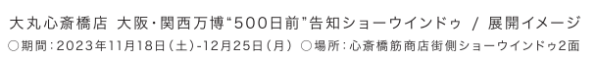 大丸心斎橋店 大阪・関西万博“500日前”告知ショーウインドゥ / 展開イメージ
○期間：2023年11月18日（土）-12月25日（月） ○場所：心斎橋筋商店街側ショーウインドゥ2面